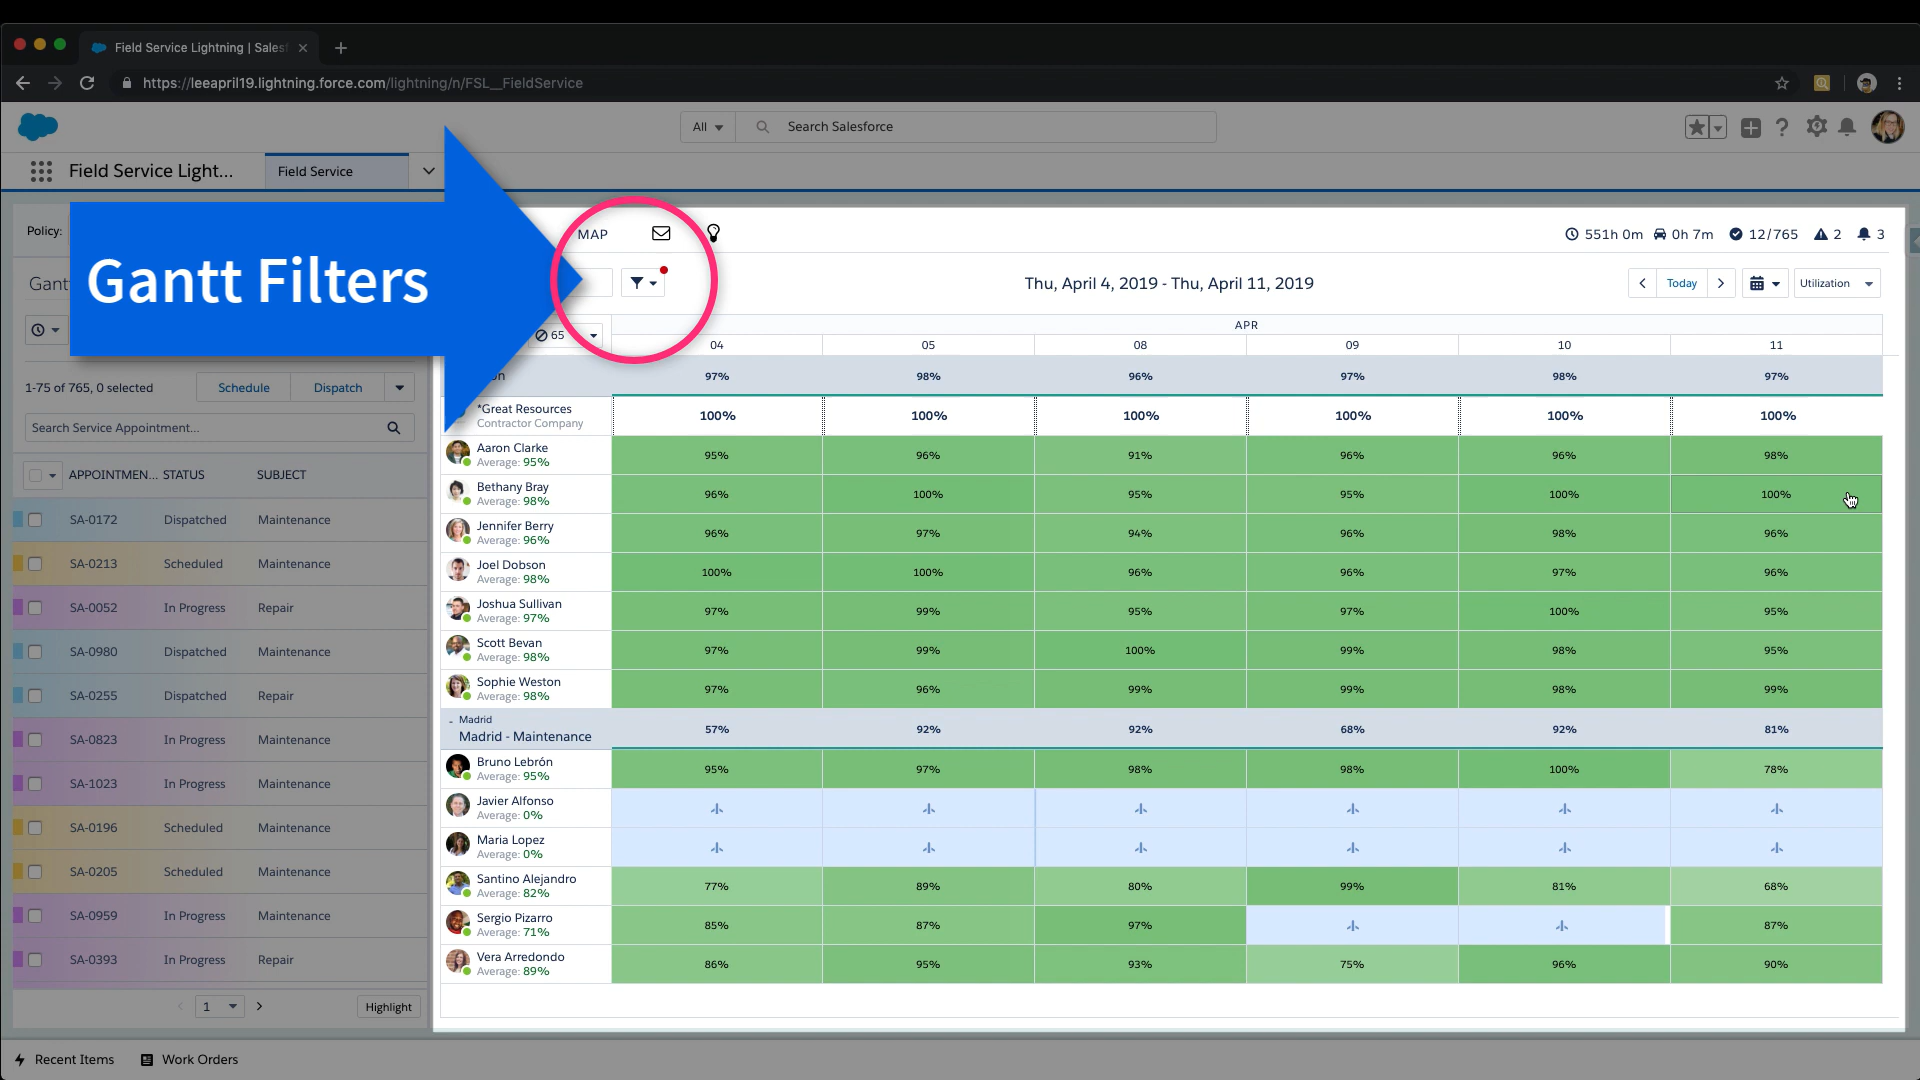 Field Service Lightning | Sales
https://leeapril19.lightning.force.com/lightning/n/FSL__FieldService
All
Search Salesforce
Field Service Light...
Field Service
Policy:
Gantt Filters
MAP
551h 0m
0h 7m
12/765
2
3
Thu, April 4, 2019 - Thu, April 11, 2019
Today
Utilization
65
1-75 of 765, 0 selected
Schedule
Dispatch
Search Service Appointment...
APPOINTMEN... STATUS SUBJECT
SA-0172 Dispatched Maintenance
SA-0213 Scheduled Maintenance
SA-0052 In Progress Repair
SA-0980 Dispatched Maintenance
SA-0255 Dispatched Repair
SA-0823 In Progress Maintenance
SA-1023 In Progress Maintenance
SA-0196 Scheduled Maintenance
SA-0205 Scheduled Maintenance
SA-0959 In Progress Maintenance
SA-0393 In Progress Repair
1
Highlight
APR
04 05 08 09 10 11
97% 98% 96% 97% 98% 97%
*Great Resources
Contractor Company
100% 100% 100% 100% 100% 100%
Aaron Clarke
Average: 95%
95% 96% 91% 96% 96% 98%
Bethany Bray
Average: 98%
96% 100% 95% 95% 100% 100%
Jennifer Berry
Average: 96%
96% 97% 94% 96% 98% 96%
Joel Dobson
Average: 98%
100% 100% 96% 96% 97% 96%
Joshua Sullivan
Average: 97%
97% 99% 95% 97% 100% 95%
Scott Bevan
Average: 98%
97% 99% 100% 99% 98% 95%
Sophie Weston
Average: 98%
97% 96% 99% 99% 98% 99%
Madrid
Madrid - Maintenance
57% 92% 92% 68% 92% 81%
Bruno Lebrón
Average: 95%
95% 97% 98% 98% 100% 78%
Javier Alfonso
Average: 0%
Maria Lopez
Average: 0%
Santino Alejandro
Average: 82%
77% 89% 80% 99% 81% 68%
Sergio Pizarro
Average: 71%
85% 87% 97% 87%
Vera Arredondo
Average: 89%
86% 95% 93% 75% 96% 90%
Recent Items
Work Orders